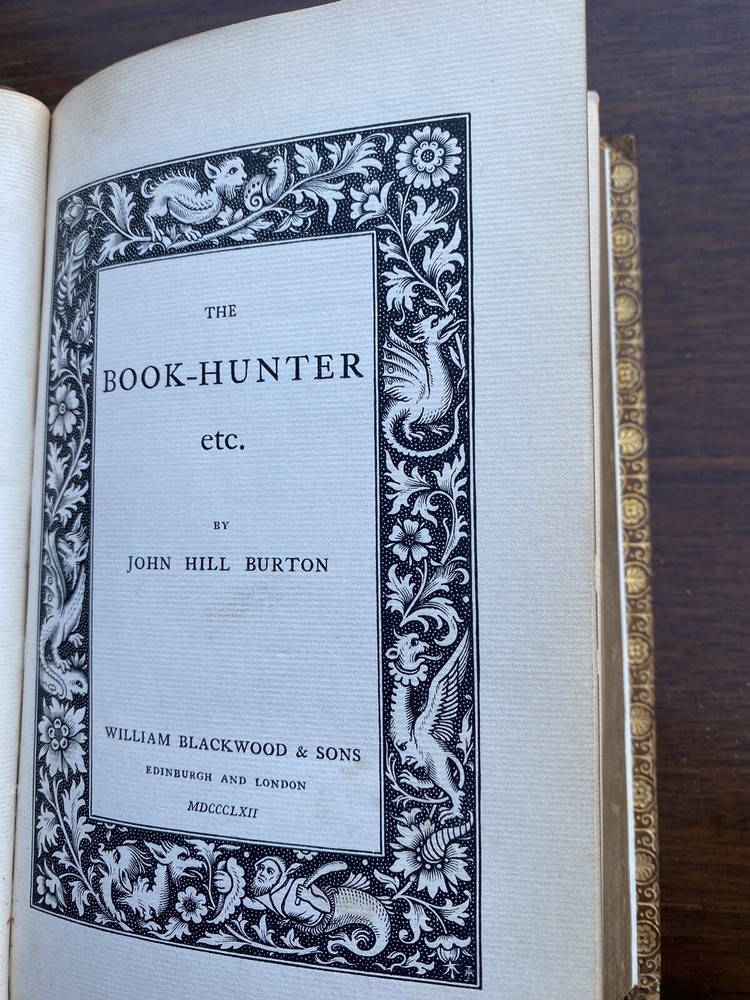 THE
BOOK-HUNTER
etc.
BY
JOHN HILL BURTON
WILLIAM BLACKWOOD & SONS
EDINBURGH AND LONDON
MDCCCLXII